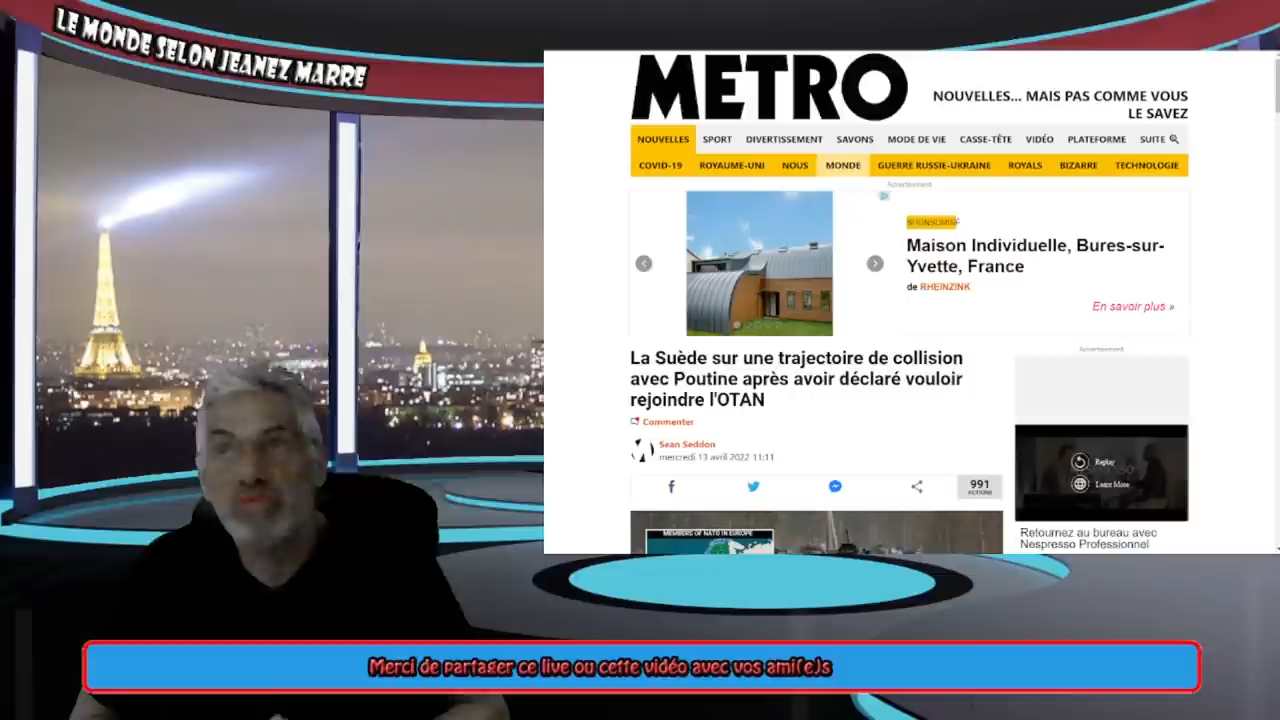 LE MONDE SELON JEANEZ MARRE
METRO
NOUVELLES... MAIS PAS COMME VOUS
LE SAVEZ
NOUVELLES SPORT DIVERTISSEMENT SAVONS MODE DE VIE CASSE-TÊTE VIDÉO PLATEFORME SUITE
COVID-19 ROYAUME-UNI NOUS MONDE GUERRE RUSSIE-UKRAINE ROYALS BIZARRE TECHNOLOGIE
Advertisement
Maison Individuelle, Bures-sur-
Yvette, France
de RHEINZINK
En savoir plus »
La Suède sur une trajectoire de collision
avec Poutine après avoir déclaré vouloir
rejoindre l'OTAN
Commenter
Sean Seddon
mercredi 13 avril 2022 11:11
991
ACTIONS
MEMBERS OF NATO IN EUROPE
Advertisement
Replay
Learn More
Retournez au bureau avec
Nespresso Professionnel
Merci de partager ce live ou cette vidéo avec vos ami(e)s